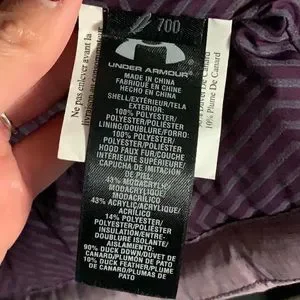 700
UNDER ARMOUR
MADE IN CHINA
FABRIQUÉ EN CHINE
HECHO EN CHINA
SHELL/EXTÉRIEUR/TELA
EXTERIOR:
100% POLYESTER/
POLYESTER/POLIÉSTER
LINING/DOUBLURE/FORRO:
100% POLYESTER/
POLYESTER/POLIÉSTER
HOOD FAUX FUR/COUCHE
INTÉRIEURE SUPÉRIEURE/
CAPUCHA DE IMITACIÓN
DE PIEL:
43% MODACRYLIC/
MODACRYLIQUE/
MODACRÍLICO
43% ACRYLIC/ACRYLIQUE/
ACRÍLICO
14% POLYESTER/
POLYESTER/POLIÉSTER
INSULATION/ENTRE-
DOUBLURE ISOLANTE/
AISLAMIENTO:
90% DUCK DOWN/DUVET DE
CANARD/PLUMÓN DE PATO
10% DUCK FEATHER/PLUME
DE CANARD/PLUMAS DE
PATO
Ne pas enlever avant la
De Canard
10% Plume De Canard